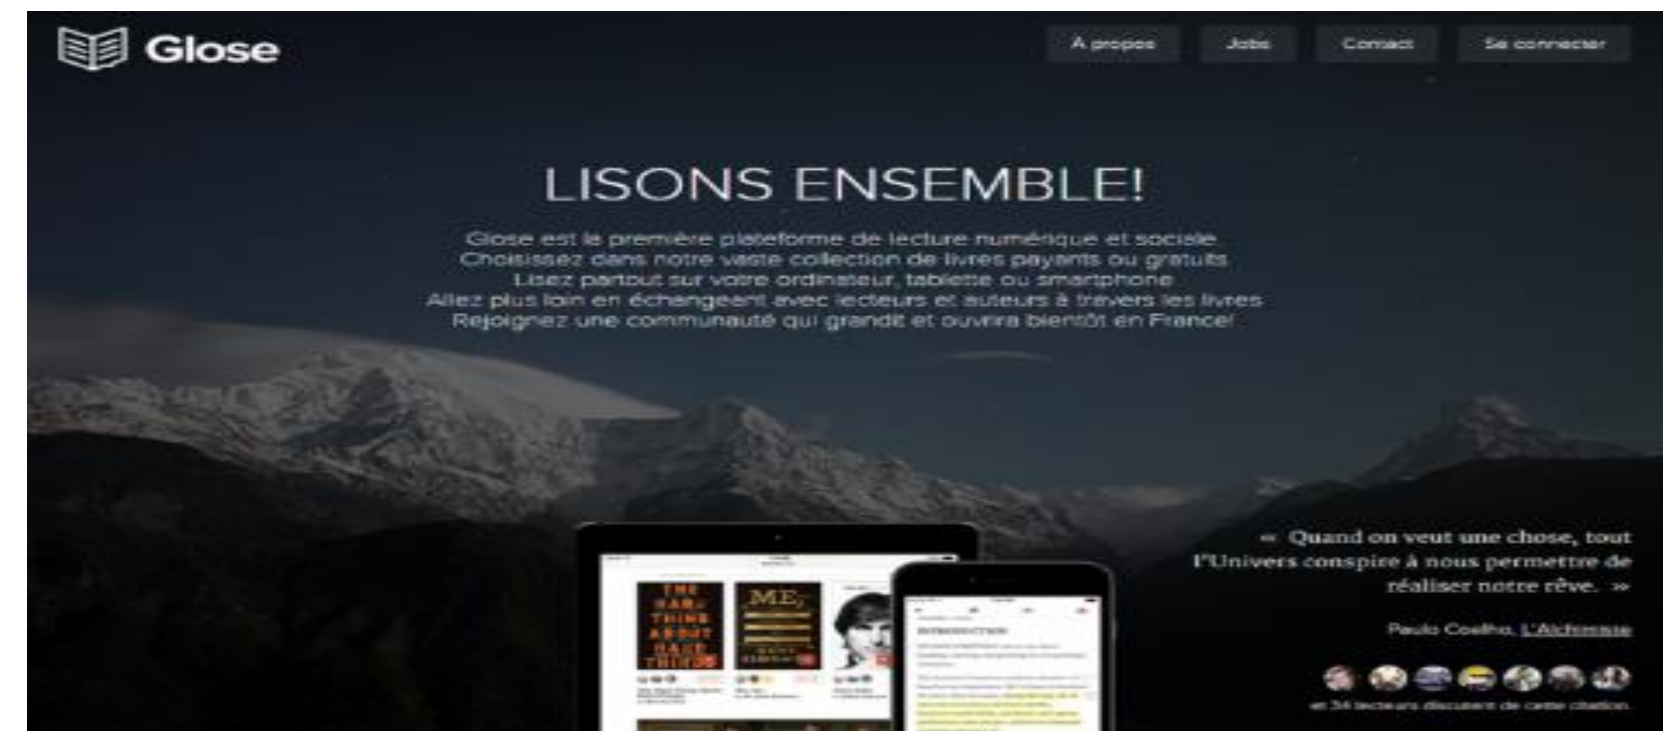 Glose
À propos
Jobs
Contact
Se connecter
LISONS ENSEMBLE!
Glose est la première plateforme de lecture numérique et sociale.
Choisissez dans notre vaste collection de livres payants ou gratuits
Lisez partout sur votre ordinateur, tablette ou smartphone
Allez plus loin en échangeant avec lecteurs et auteurs à travers les livres
Rejoignez une communauté qui grandit et ouvrira bientôt en France!
« Quand on veut une chose, tout
l'Univers conspire à nous permettre de
réaliser notre rêve. »
Paulo Coelho, L'Alchimiste
et 34 lecteurs discutent de cette citation.
THE
HARD
THING
ABOUT
HARD
THINGS
ME,
INTRODUCTION